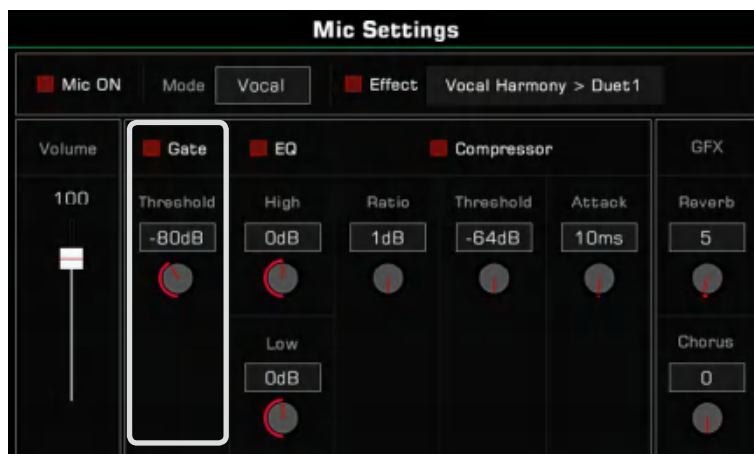 Mic Settings
Mic ON Mode Vocal Effect Vocal Harmony > Duet1
Volume Gate EQ Compressor GFX
100 Threshold High Ratio Threshold Attack Reverb
-80dB 0dB 1dB -64dB 10ms 5
Low Chorus
0dB 0